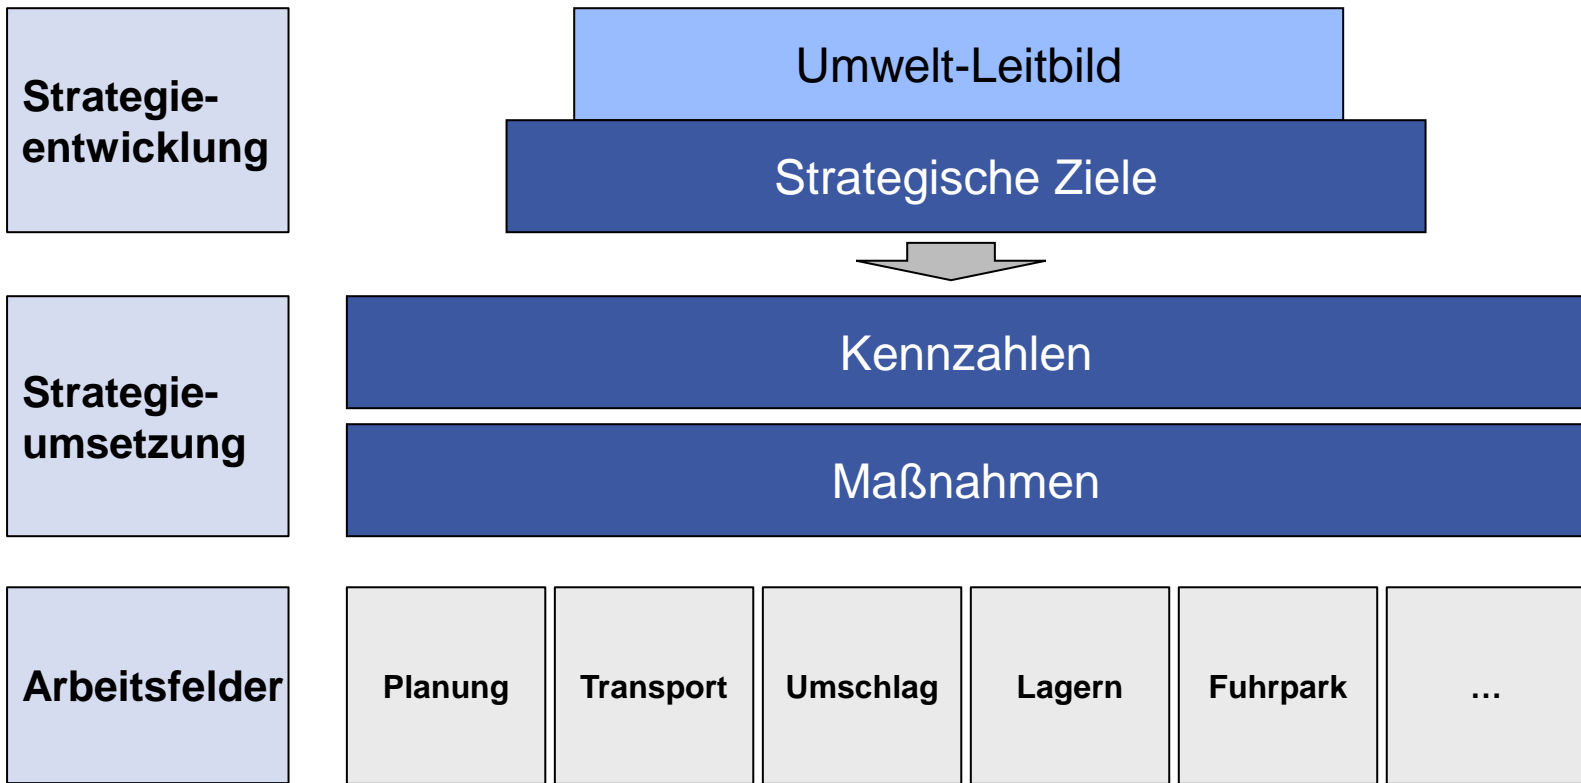 Strategie-
entwicklung
Umwelt-Leitbild
Strategische Ziele
Strategie-
umsetzung
Kennzahlen
Maßnahmen
Arbeitsfelder
Planung
Transport
Umschlag
Lagern
Fuhrpark
...